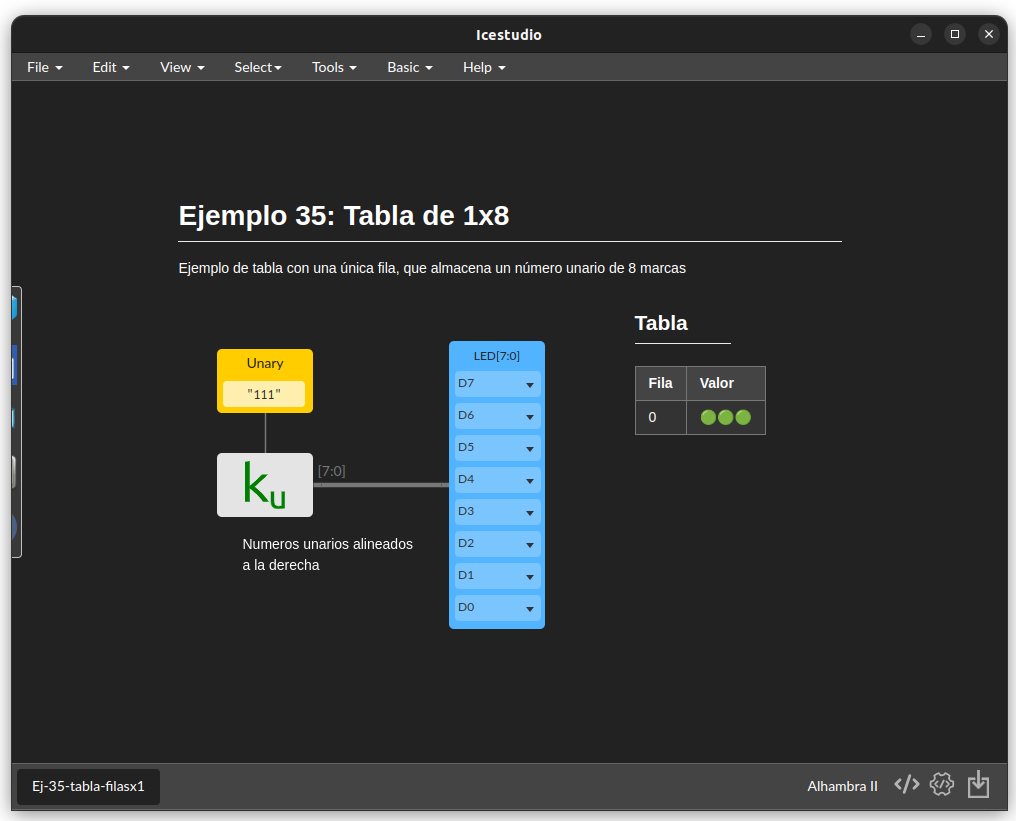 Icestudio
File Edit View Select Tools Basic Help
Ejemplo 35: Tabla de 1x8
Ejemplo de tabla con una única fila, que almacena un número unario de 8 marcas
Tabla
Fila Valor
0
Unary
"111"
ku
[7:0]
Numeros unarios alineados
a la derecha
LED[7:0]
D7
D6
D5
D4
D3
D2
D1
D0
Ej-35-tabla-filasx1
Alhambra II